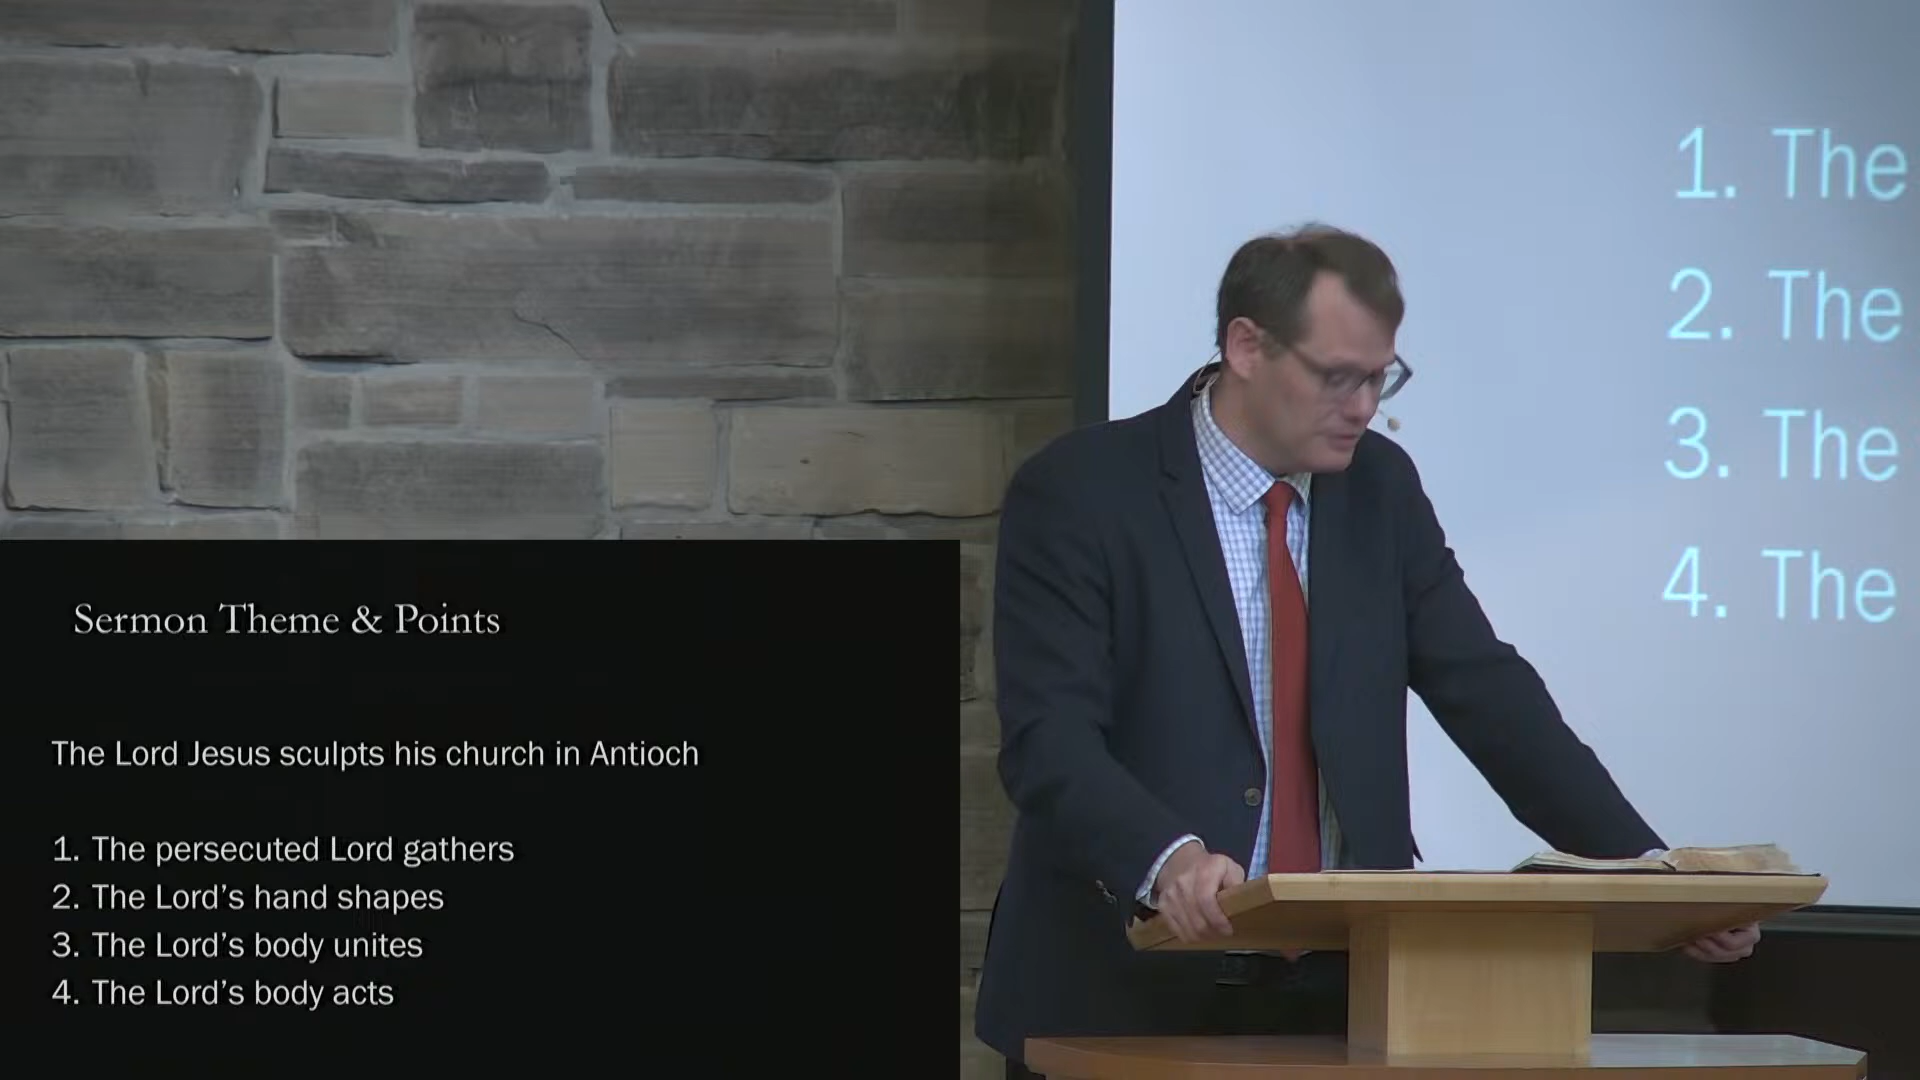 Sermon Theme & Points
The Lord Jesus sculpts his church in Antioch
1. The persecuted Lord gathers
2. The Lord's hand shapes
3. The Lord's body unites
4. The Lord's body acts
1. The
2. The
3. The
4. The